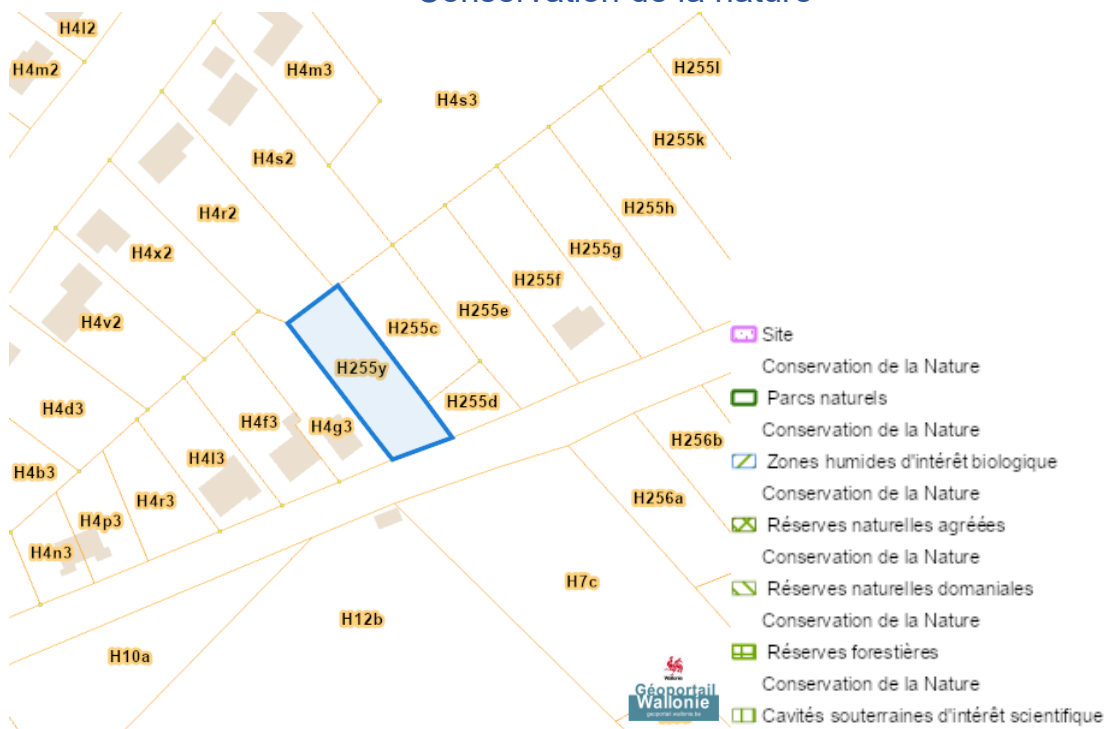 Conservation de la nature
H4l2
H4m2
H4m3
H4s3
H255l
H255k
H4s2
H255h
H4r2
H255g
H4x2
H255f
H255e
H4v2
H255c
H255y
H255d
H4d3
H4f3
H4g3
H4l3
H256b
H4b3
H4r3
H256a
H4p3
H4n3
H7c
H12b
H10a
Wallonie
Géoportail
Wallonie
geoportail.wallonie.be
Site
Conservation de la Nature
Parcs naturels
Conservation de la Nature
Zones humides d'intérêt biologique
Conservation de la Nature
Réserves naturelles agréées
Conservation de la Nature
Réserves naturelles domaniales
Conservation de la Nature
Réserves forestières
Conservation de la Nature
Cavités souterraines d'intérêt scientifique